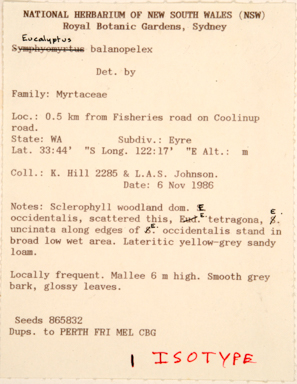 NATIONAL HERBARIUM OF NEW SOUTH WALES (NSW)
Royal Botanic Gardens, Sydney
Eucalyptus
Symphyomyrtus balanopelex
Det. by
Family: Myrtaceae
Loc.: 0.5 km from Fisheries road on Coolinup
road.
State: WA Subdiv.: Eyre
Lat. 33:44' "S Long. 122:17' "E Alt.: m
Coll.: K. Hill 2285 & L.A.S. Johnson.
Date: 6 Nov 1986
Notes: Sclerophyll woodland dom. E
occidentalis, scattered this, Eud. E. tetragona, S. E.
uncinata along edges of S. E. occidentalis stand in
broad low wet area. Lateritic yellow-grey sandy
loam.
Locally frequent. Mallee 6 m high. Smooth grey
bark, glossy leaves.
Seeds 865832
Dups. to PERTH FRI MEL CBG
1 ISOTYPE